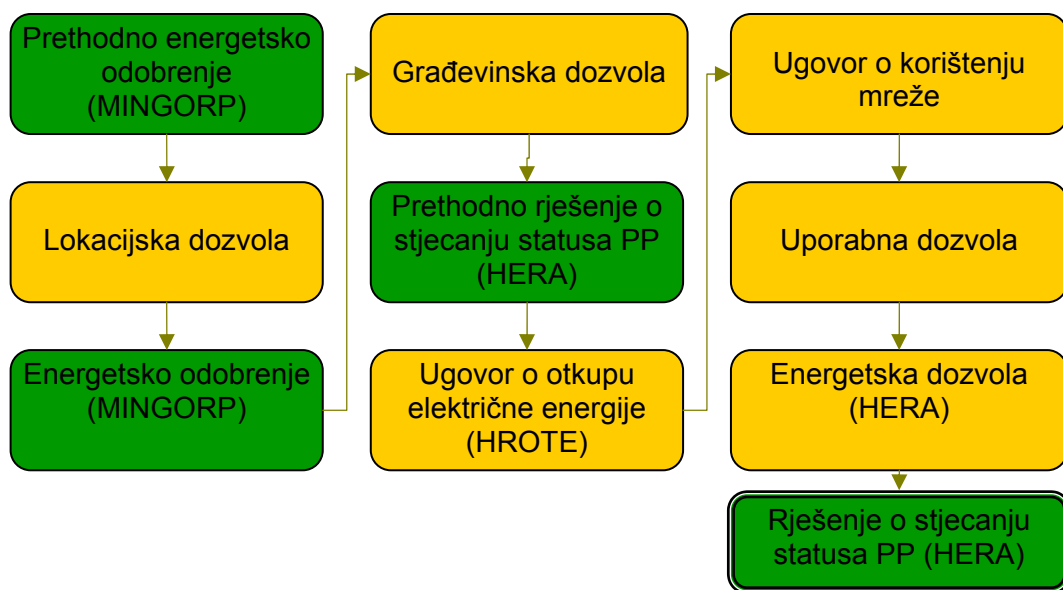 Prethodno energetsko
odobrenje
(MINGORP)
Lokacijska dozvola
Energetsko odobrenje
(MINGORP)
Građevinska dozvola
Prethodno rješenje o
stjecanju statusa PP
(HERA)
Ugovor o otkupu
električne energije
(HROTE)
Ugovor o korištenju
mreže
Uporabna dozvola
Energetska dozvola
(HERA)
Rješenje o stjecanju
statusa PP (HERA)